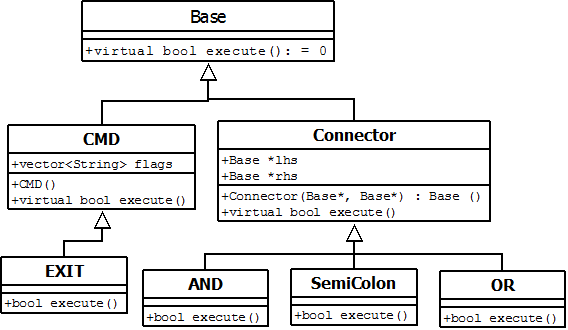 Base
+virtual bool execute(): = 0
CMD
+vector<String> flags
+CMD()
+virtual bool execute()
Connector
+Base *lhs
+Base *rhs
+Connector(Base*, Base*) : Base ()
+virtual bool execute()
EXIT
+bool execute()
AND
+bool execute()
SemiColon
+bool execute()
OR
+bool execute()